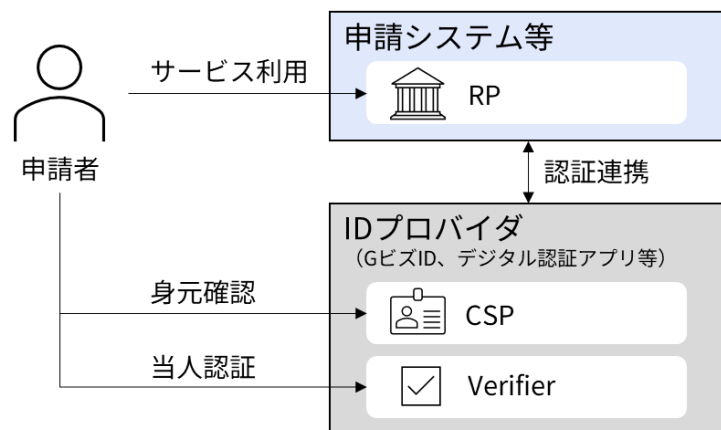 申請システム等
サービス利用
RP
申請者
認証連携
IDプロバイダ
（GビズID、デジタル認証アプリ等）
身元確認
CSP
当人認証
Verifier